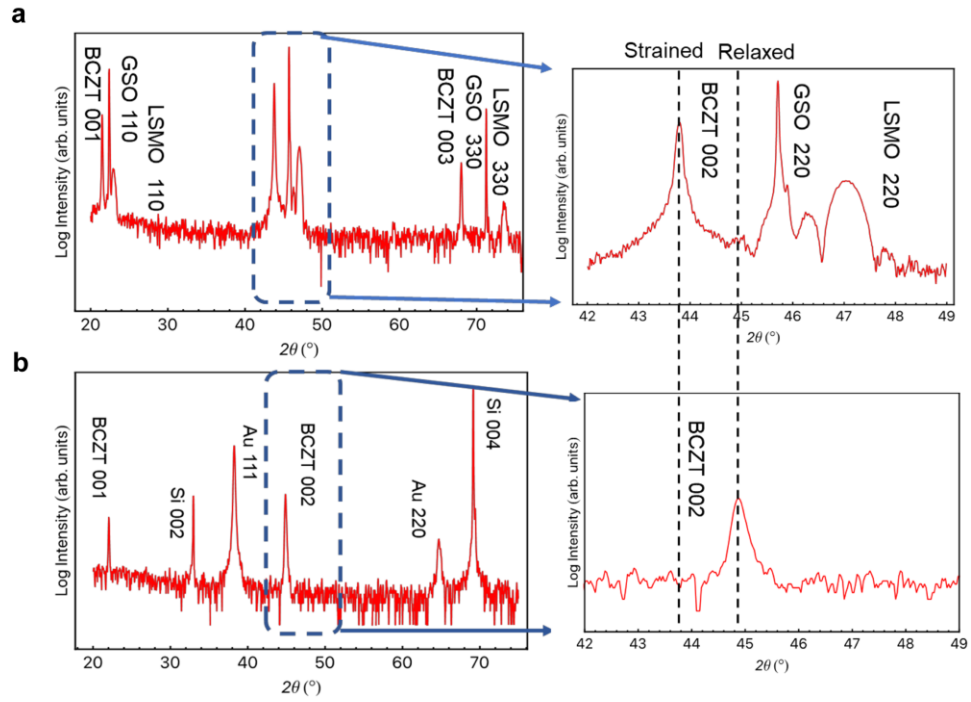 a
Log Intensity (arb. units)
BCZT 001
GSO 110
LSMO 110
BCZT 003
GSO 330
LSMO 330
20 30 40 50 60 70
2θ (°)
Strained Relaxed
Log Intensity (arb. units)
BCZT 002
GSO 220
LSMO 220
42 43 44 45 46 47 48 49
2θ (°)
b
Log Intensity (arb. units)
BCZT 001
Si 002
Au 111
BCZT 002
Au 220
Si 004
20 30 40 50 60 70
2θ (°)
Log Intensity (arb. units)
BCZT 002
42 43 44 45 46 47 48 49
2θ (°)